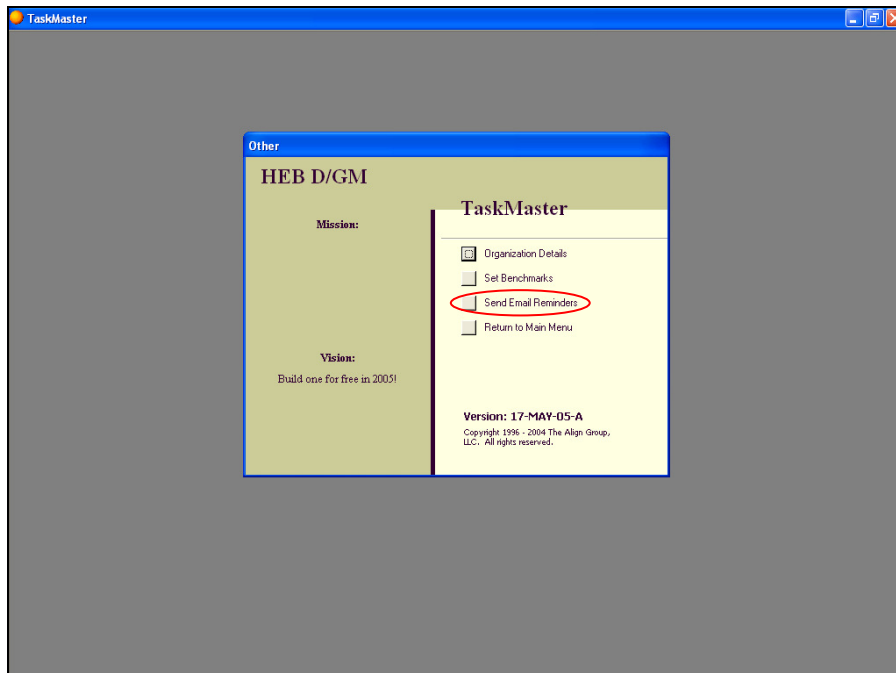 TaskMaster
Other
HEB D/GM
TaskMaster
Mission:
Organization Details
Set Benchmarks
Send Email Reminders
Return to Main Menu
Vision:
Build one for free in 2005!
Version: 17-MAY-05-A
Copyright 1996 - 2004 The Align Group,
LLC. All rights reserved.